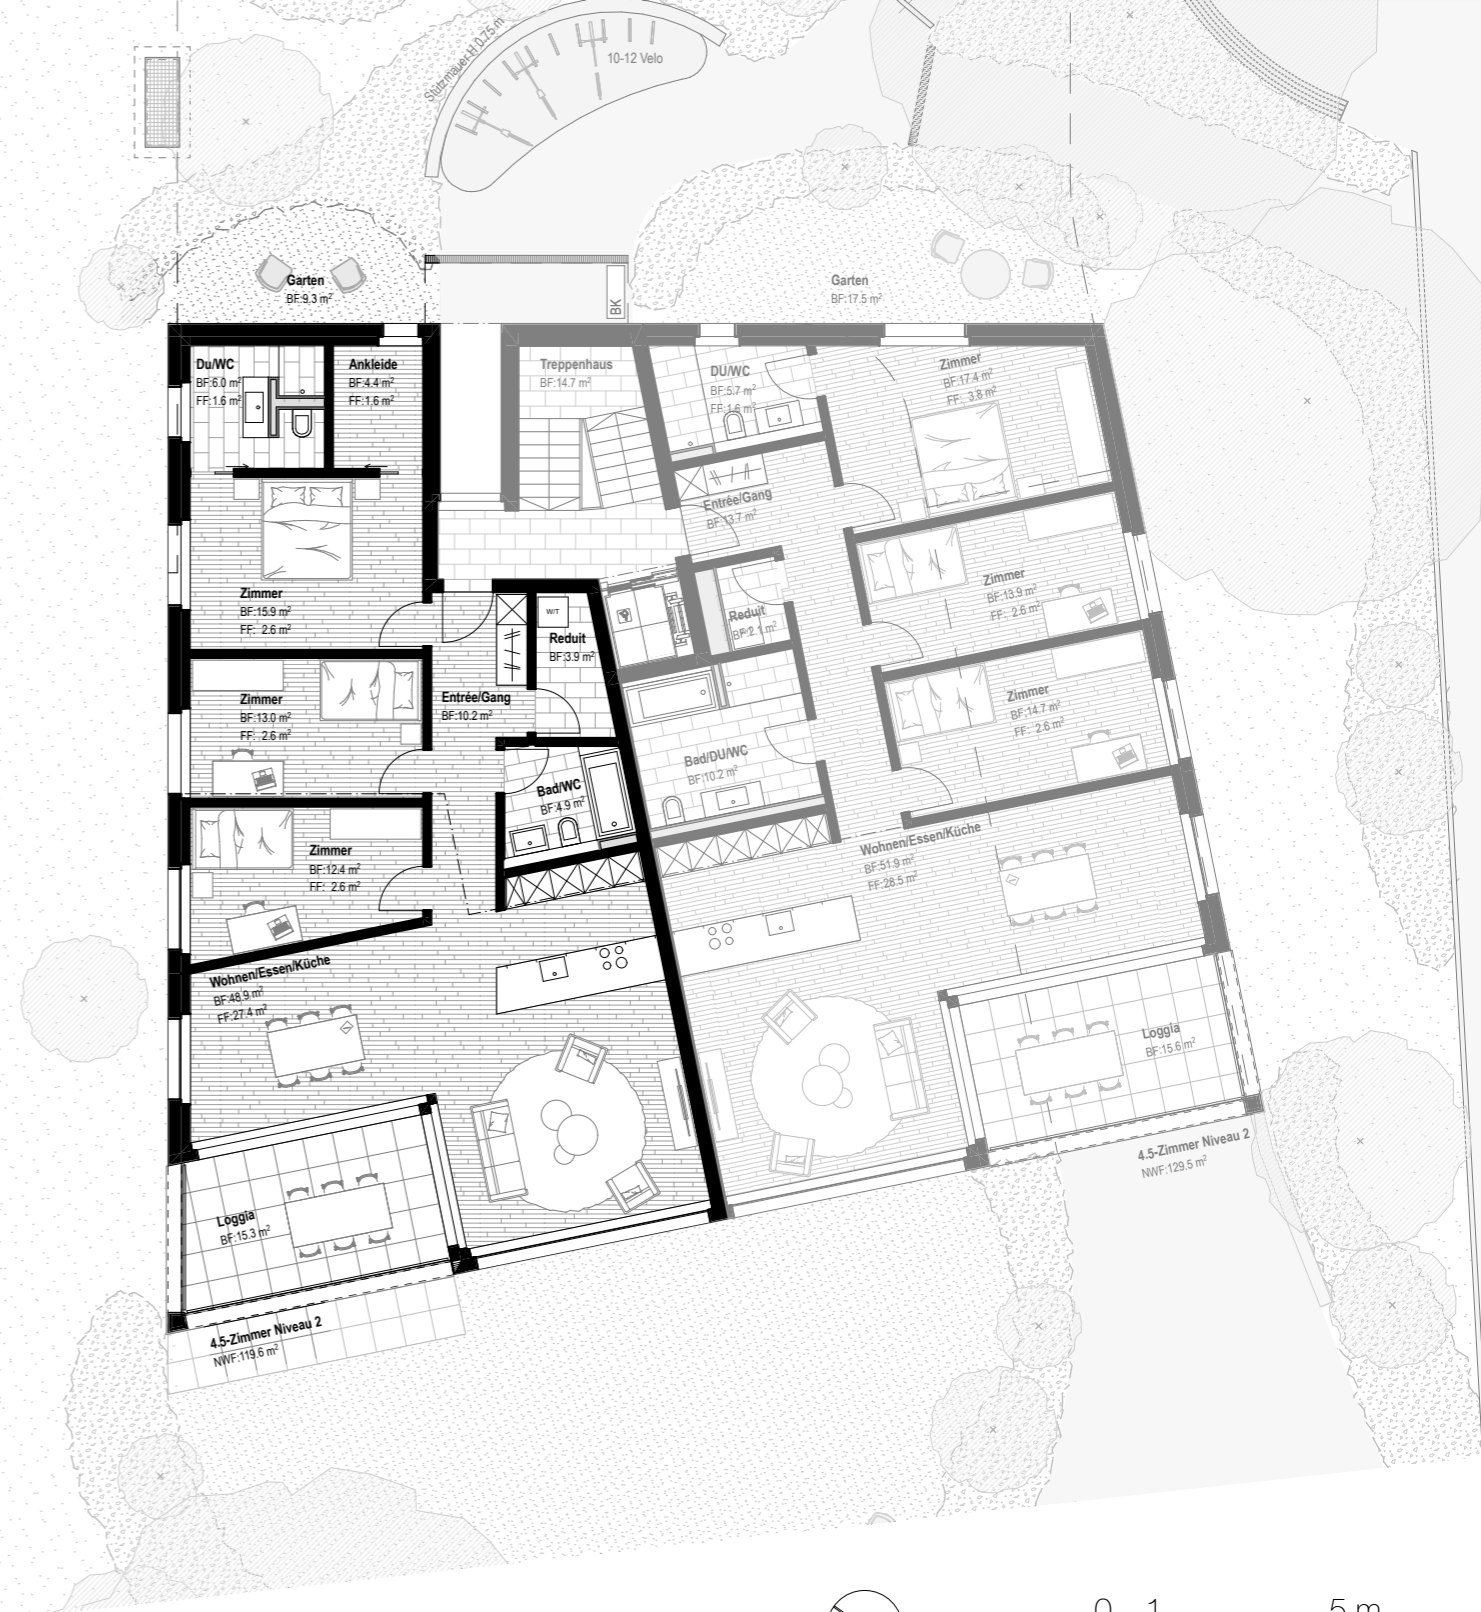 Stützmauer H 0.75 m
10-12 Velo
Garten
BF:9.3 m²
BK
Garten
BF:17.5 m²
Du/WC
BF:6.0 m²
FF:1.6 m²
Ankleide
BF:4.4 m²
FF:1.6 m²
Treppenhaus
BF:14.7 m²
DU/WC
BF:5.7 m²
FF:1.6 m²
Zimmer
BF:17.4 m²
FF: 3.8 m²
Entrée/Gang
BF:13.7 m²
Zimmer
BF:15.9 m²
FF: 2.6 m²
W/T
Reduit
BF:3.9 m²
Reduit
BF:2.1 m²
Zimmer
BF:13.9 m²
FF: 2.6 m²
Zimmer
BF:13.0 m²
FF: 2.6 m²
Entrée/Gang
BF:10.2 m²
Zimmer
BF:14.7 m²
FF: 2.6 m²
Bad/DU/WC
BF:10.2 m²
Bad/WC
BF:4.9 m²
Zimmer
BF:12.4 m²
FF: 2.6 m²
Wohnen/Essen/Küche
BF:51.9 m²
FF:28.5 m²
Wohnen/Essen/Küche
BF:48.9 m²
FF:27.4 m²
Loggia
BF:15.6 m²
4.5-Zimmer Niveau 2
NWF:129.5 m²
Loggia
BF:15.3 m²
4.5-Zimmer Niveau 2
NWF:119.6 m²
0 1 5 m